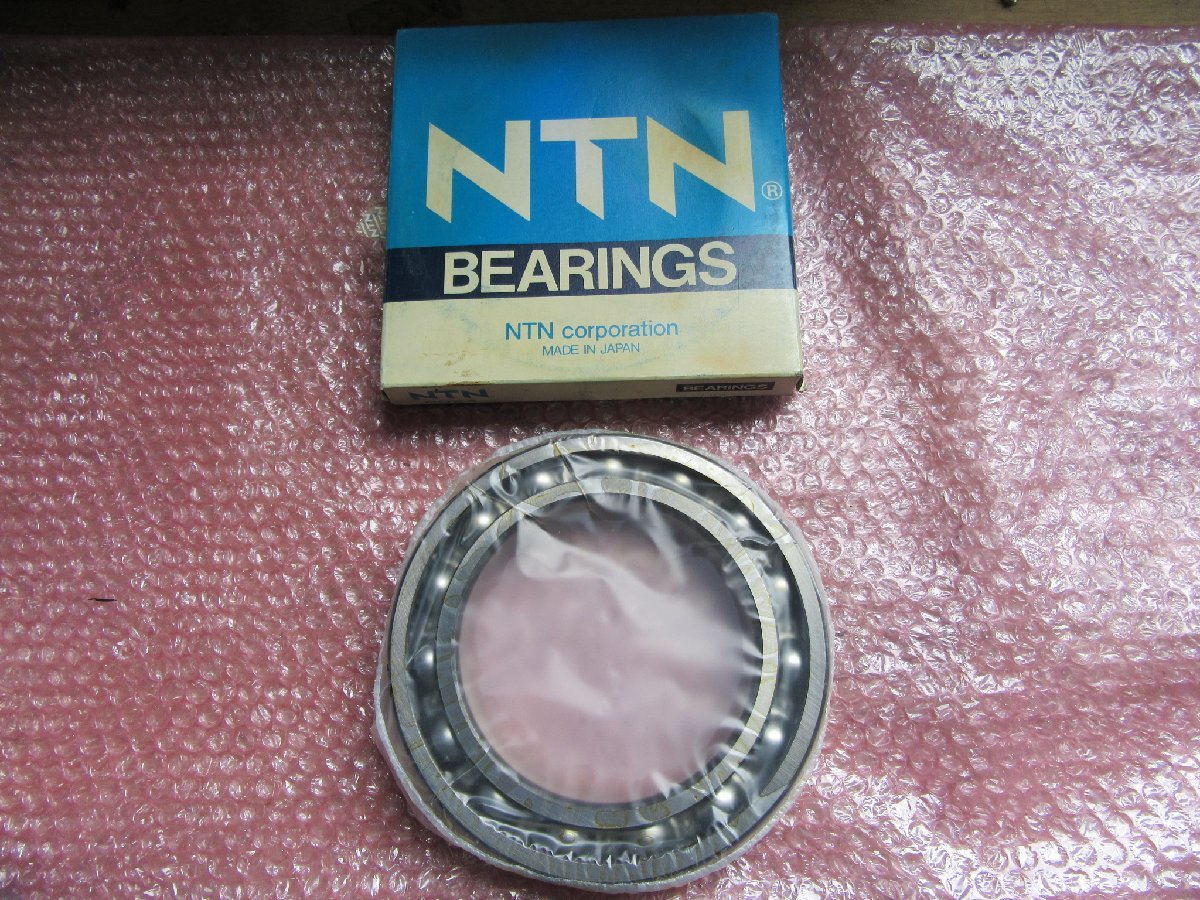 NTN®
BEARINGS
NTN corporation
MADE IN JAPAN
NTN
BEARINGS